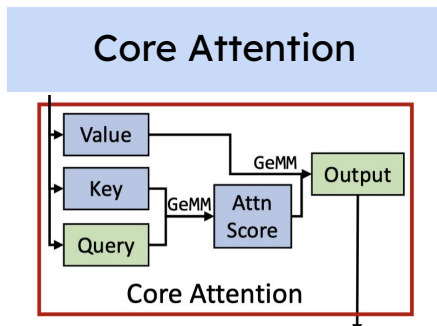 Core Attention
Value
GeMM
Output
Key
GeMM
Attn
Score
Query
Core Attention